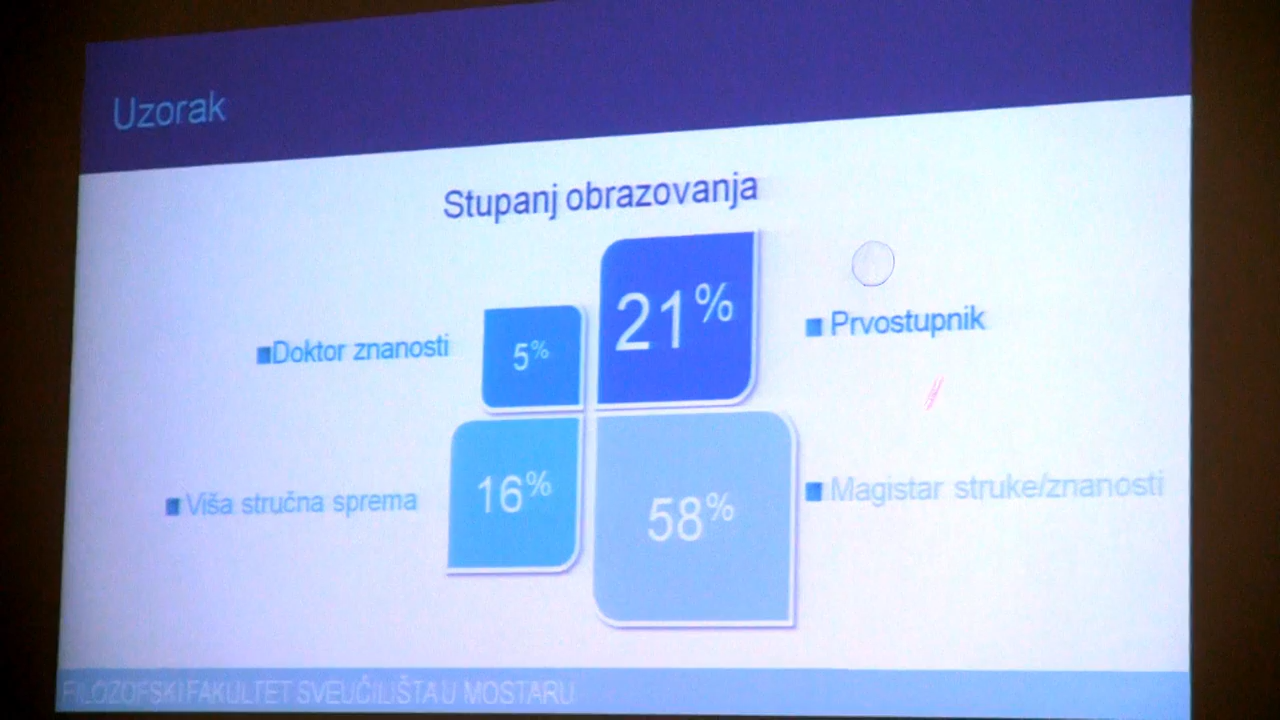 Uzorak
Stupanj obrazovanja
21%
Prvostupnik
Doktor znanosti
5%
Viša stručna sprema
16%
58%
Magistar struke/znanosti
FILOZOFSKI FAKULTET SVEUČILIŠTA U MOSTARU